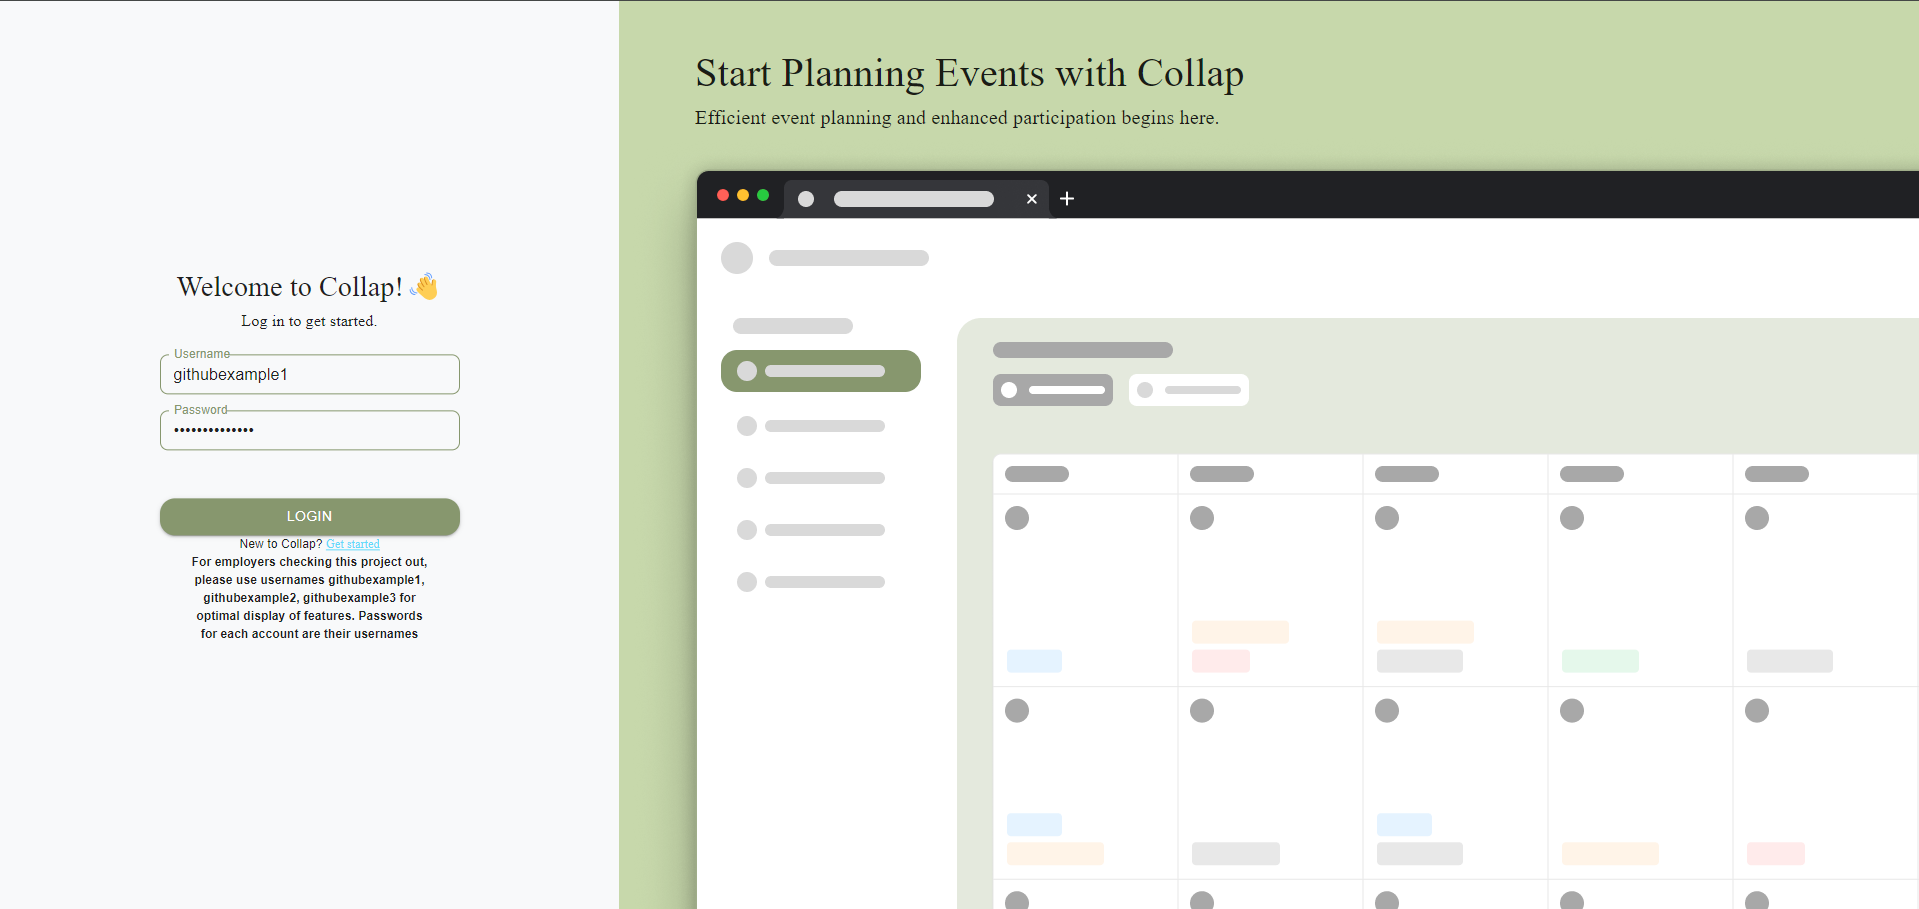 Welcome to Collap! 👋
Log in to get started.
Username
githubexample1
Password
••••••••••••••
LOGIN
New to Collap? Get started
For employers checking this project out,
please use usernames githubexample1,
githubexample2, githubexample3 for
optimal display of features. Passwords
for each account are their usernames
Start Planning Events with Collap
Efficient event planning and enhanced participation begins here.